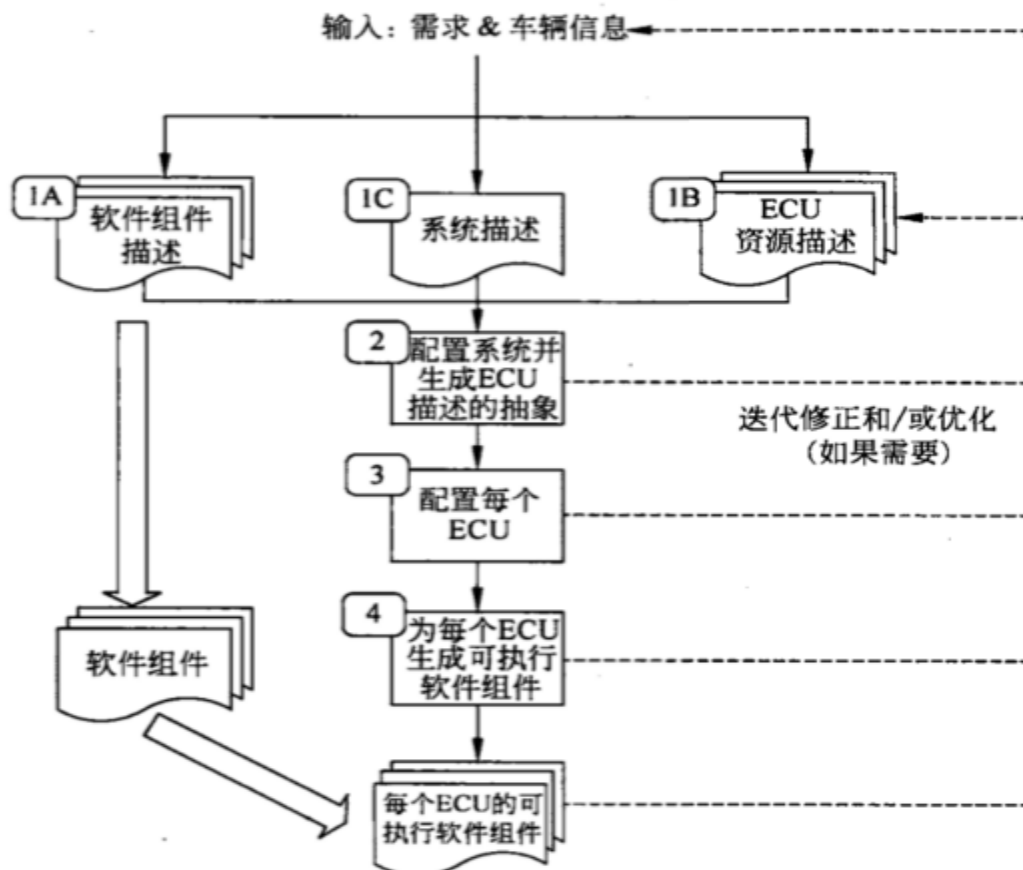 输入：需求 & 车辆信息
1A
软件组件
描述
1C
系统描述
1B
ECU
资源描述
2
配置系统并
生成ECU
描述的抽象
迭代修正和/或优化
(如果需要)
3
配置每个
ECU
4
为每个ECU
生成可执行
软件组件
软件组件
每个ECU的可
执行软件组件